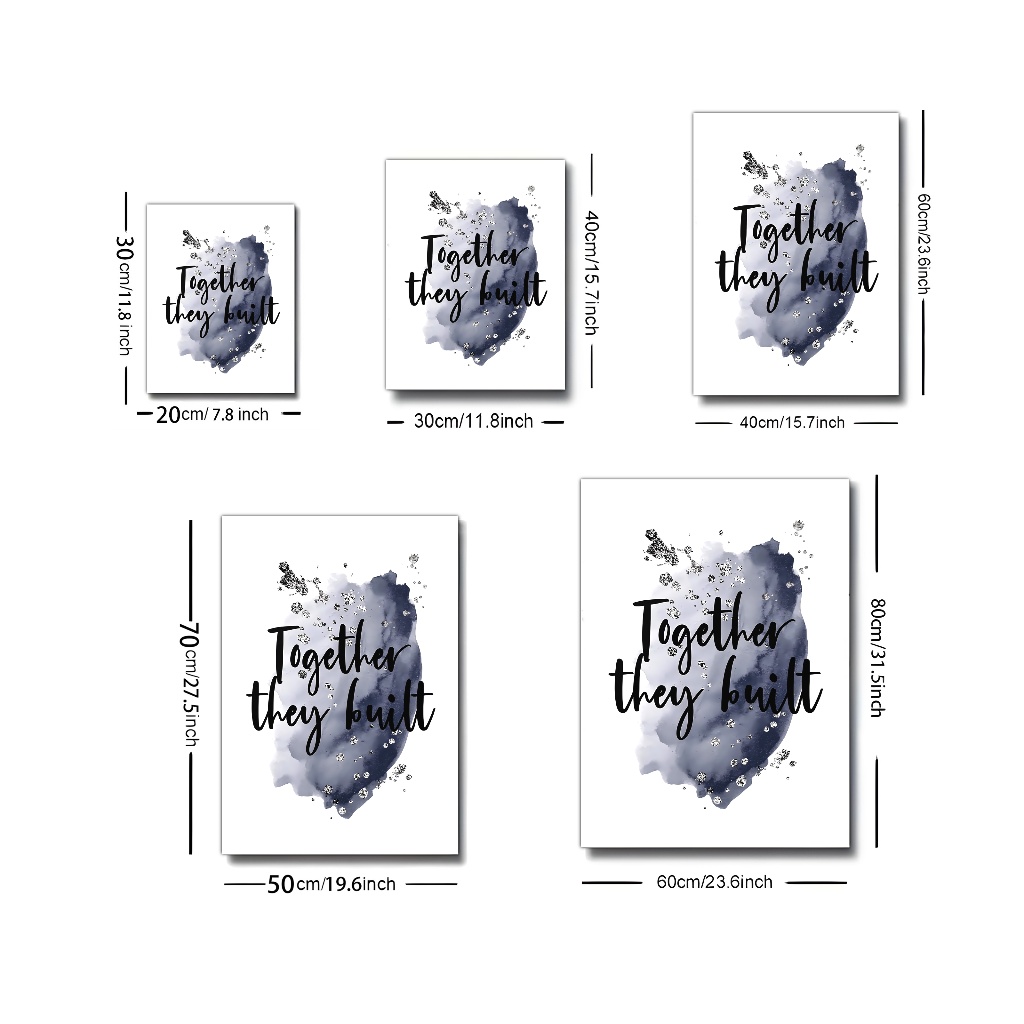 Together
they built
30cm/11.8 inch
20cm/ 7.8 inch
Together
they built
40cm/15.7inch
30cm/11.8inch
Together
they built
60cm/23.6inch
40cm/15.7inch
70cm/27.5inch
Together
they built
50cm/19.6inch
Together
they built
80cm/31.5inch
60cm/23.6inch